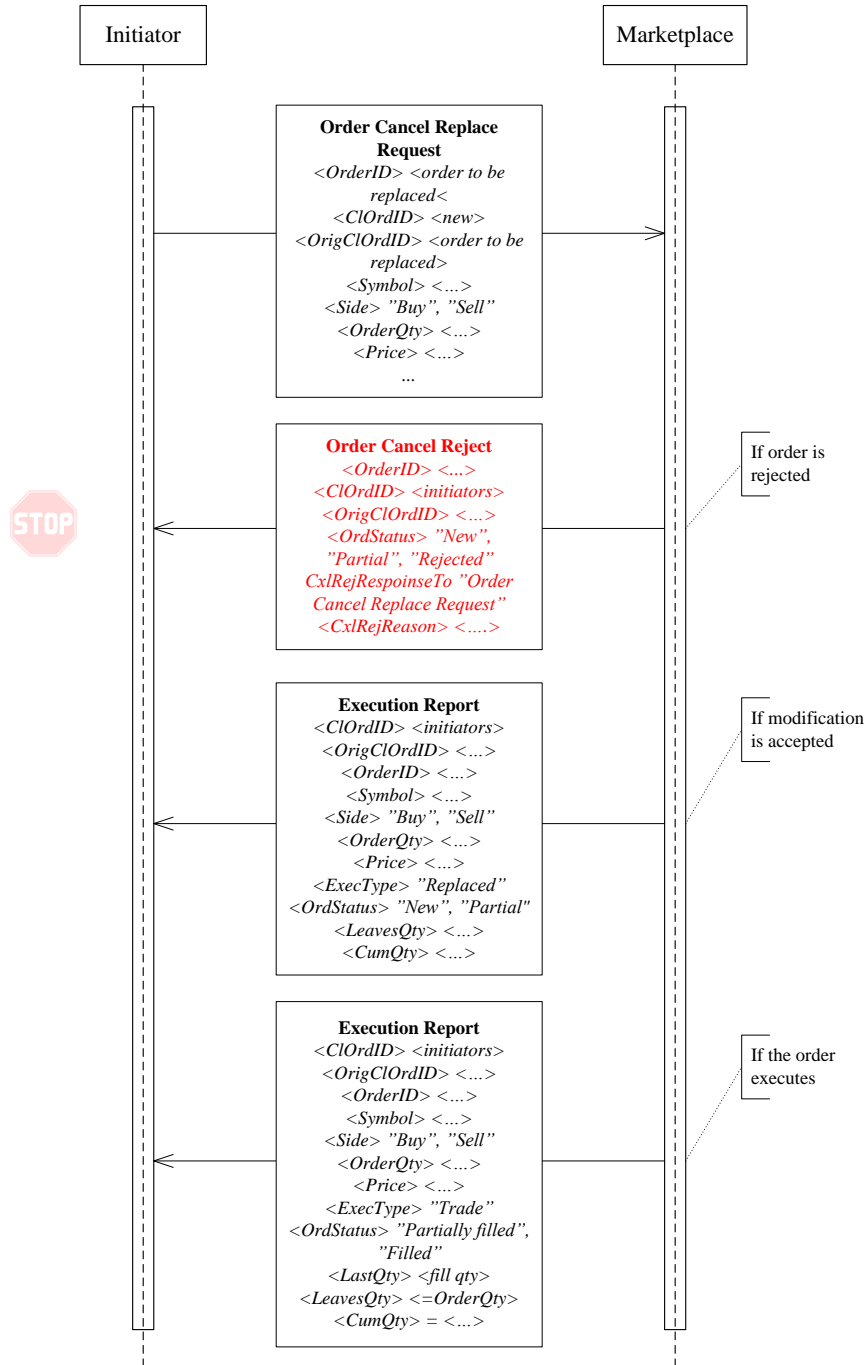 Initiator
Marketplace
Order Cancel Replace
Request
<OrderID> <order to be
replaced<
<ClOrdID> <new>
<OrigClOrdID> <order to be
replaced>
<Symbol> <...>
<Side> ”Buy”, ”Sell”
<OrderQty> <...>
<Price> <...>
...
Order Cancel Reject
<OrderID> <...>
<ClOrdID> <initiators>
<OrigClOrdID> <...>
<OrdStatus> "New”,
”Partial”, ”Rejected”
CxlRejRespoinseTo ”Order
Cancel Replace Request”
<CxlRejReason> <….>
If order is
rejected
STOP
Execution Report
<ClOrdID> <initiators>
<OrigClOrdID> <...>
<OrderID> <...>
<Symbol> <...>
<Side> ”Buy”, ”Sell”
<OrderQty> <...>
<Price> <...>
<ExecType> ”Replaced”
<OrdStatus> "New”, ”Partial"
<LeavesQty> <...>
<CumQty> <...>
If modification
is accepted
Execution Report
<ClOrdID> <initiators>
<OrigClOrdID> <...>
<OrderID> <...>
<Symbol> <...>
<Side> ”Buy”, ”Sell”
<OrderQty> <...>
<Price> <...>
<ExecType> ”Trade”
<OrdStatus> "Partially filled”,
”Filled”
<LastQty> <fill qty>
<LeavesQty> <=OrderQty>
<CumQty> = <...>
If the order
executes